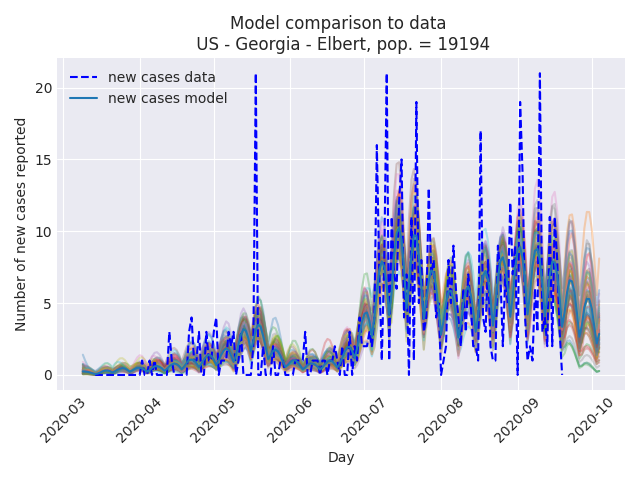 Model comparison to data
US - Georgia - Elbert, pop. = 19194
new cases data
new cases model
Number of new cases reported
20
15
10
5
0
2020-03
2020-04
2020-05
2020-06
2020-07
2020-08
2020-09
2020-10
Day